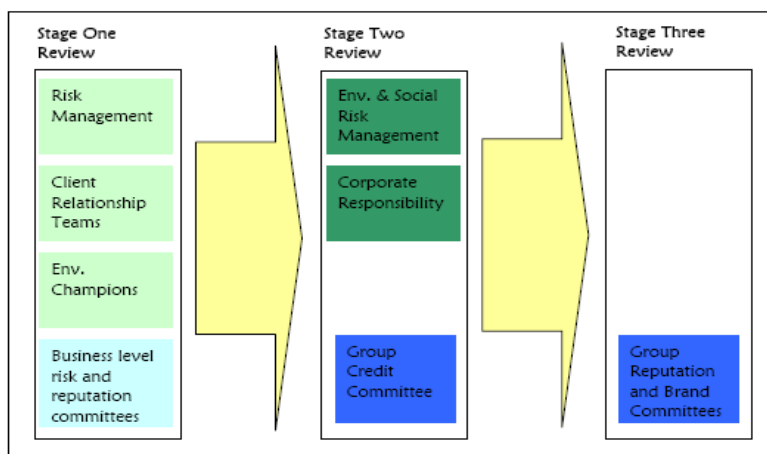 Stage One
Review
Risk
Management
Client
Relationship
Teams
Env.
Champions
Business level
risk and
reputation
committees
Stage Two
Review
Env. & Social
Risk
Management
Corporate
Responsibility
Group
Credit
Committee
Stage Three
Review
Group
Reputation
and Brand
Committees